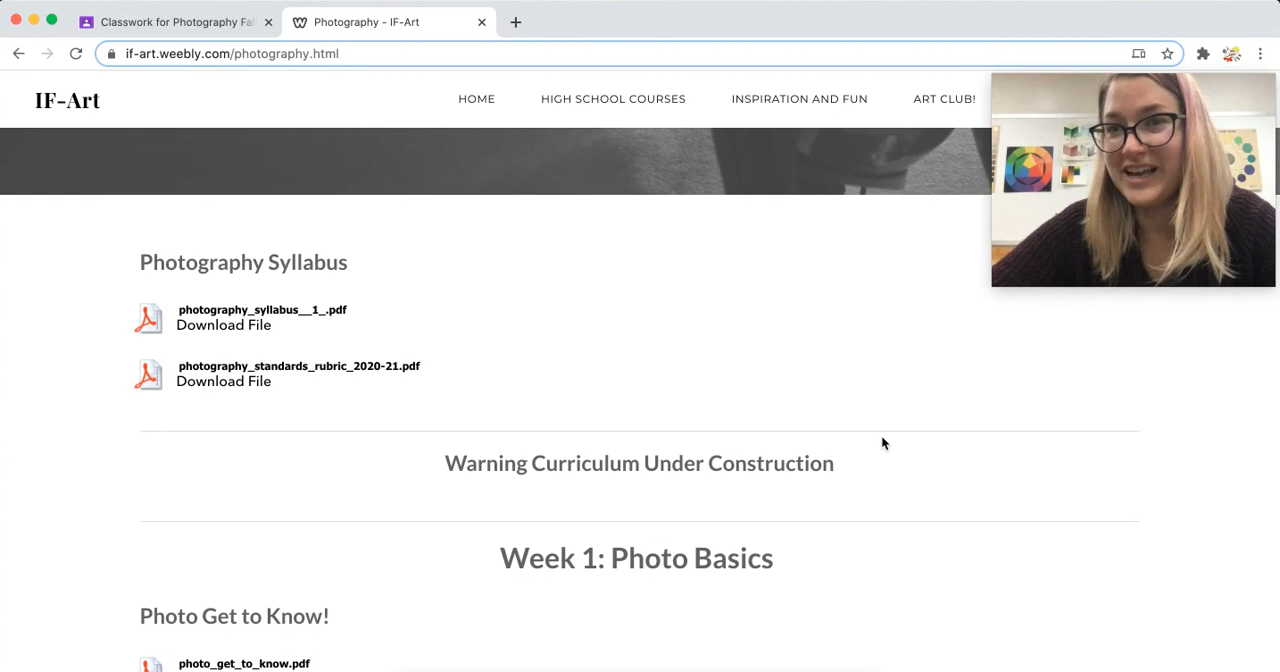 Classwork for Photography Fal
Photography - IF-Art
if-art.weebly.com/photography.html
IF-Art
HOME
HIGH SCHOOL COURSES
INSPIRATION AND FUN
ART CLUB!
Photography Syllabus
photography_syllabus__1_.pdf
Download File
photography_standards_rubric_2020-21.pdf
Download File
Warning Curriculum Under Construction
Week 1: Photo Basics
Photo Get to Know!
photo_get_to_know.pdf